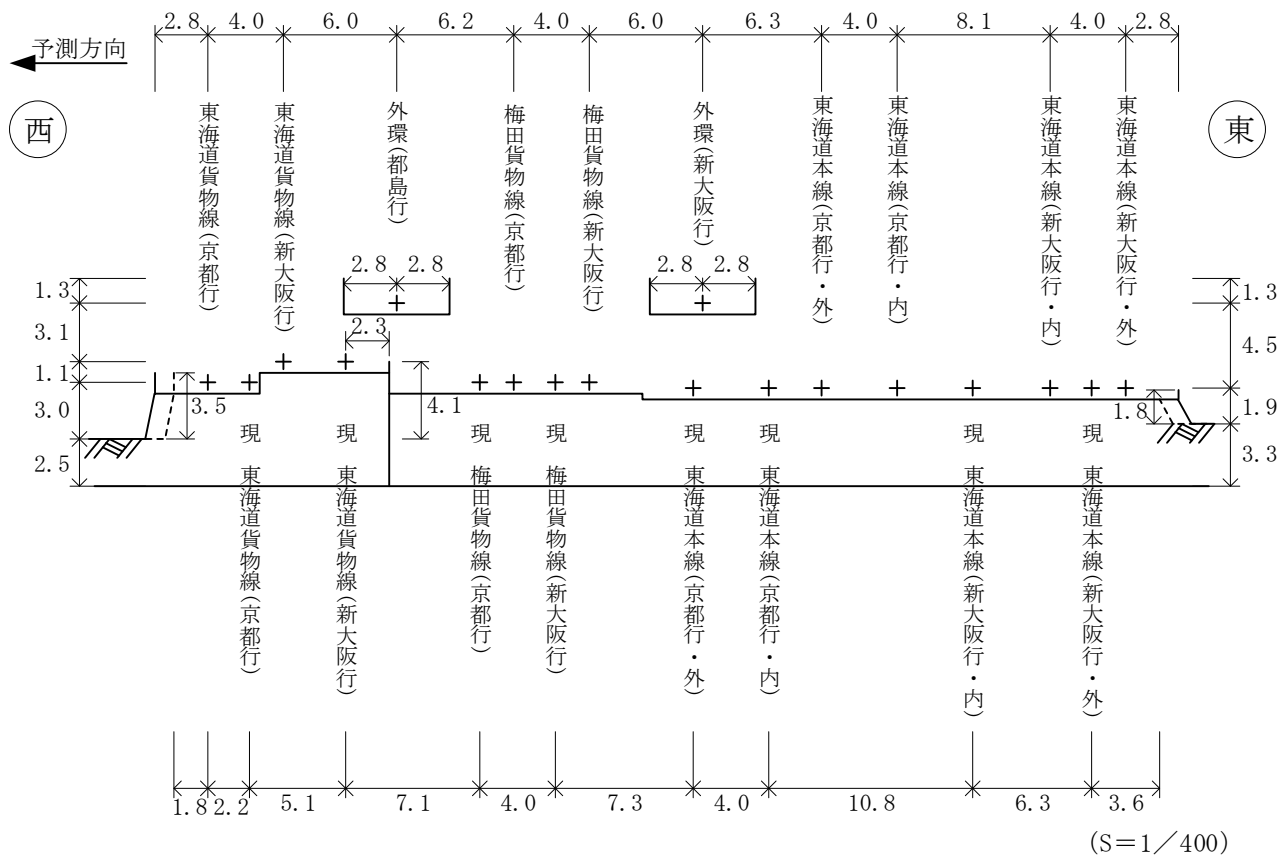 2.8 4.0 6.0 6.2 4.0 6.0 6.3 4.0 8.1 4.0 2.8
予測方向
西
東
東海道貨物線(京都行)
東海道貨物線(新大阪行)
外環(都島行)
梅田貨物線(京都行)
梅田貨物線(新大阪行)
外環(新大阪行)
東海道本線(京都行・外)
東海道本線(京都行・内)
東海道本線(新大阪行・内)
東海道本線(新大阪行・外)
2.8 2.8
2.8 2.8
1.3
3.1
1.1
3.0
2.5
2.3
3.5
4.1
1.8
1.3
4.5
1.9
3.3
現 東海道貨物線(京都行)
現 東海道貨物線(新大阪行)
現 梅田貨物線(京都行)
現 梅田貨物線(新大阪行)
現 東海道本線(京都行・外)
現 東海道本線(京都行・内)
現 東海道本線(新大阪行・内)
現 東海道本線(新大阪行・外)
1.8 2.2 5.1 7.1 4.0 7.3 4.0 10.8 6.3 3.6
(S=1/400)